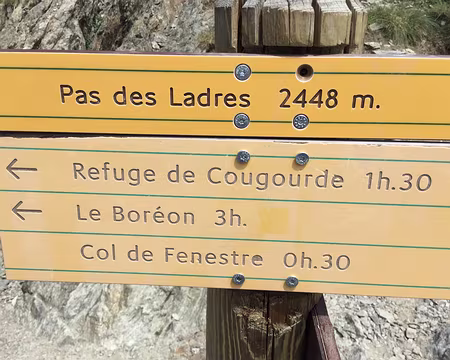 Pas des Ladres 2448 m.
← Refuge de Cougourde 1h.30
← Le Boréon 3h.
Col de Fenestre 0h.30